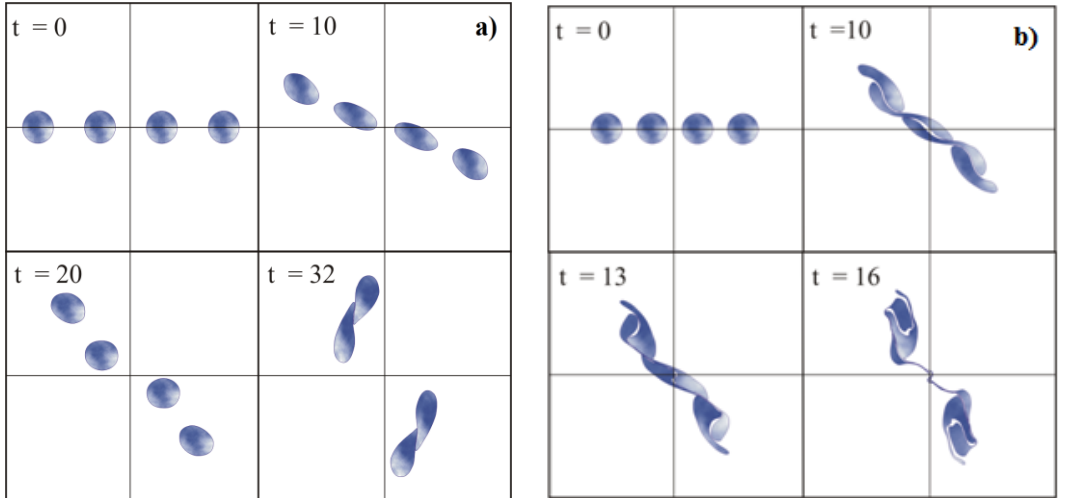 t = 0
t = 10
a)
t = 20
t = 32
t = 0
t =10
b)
t = 13
t = 16